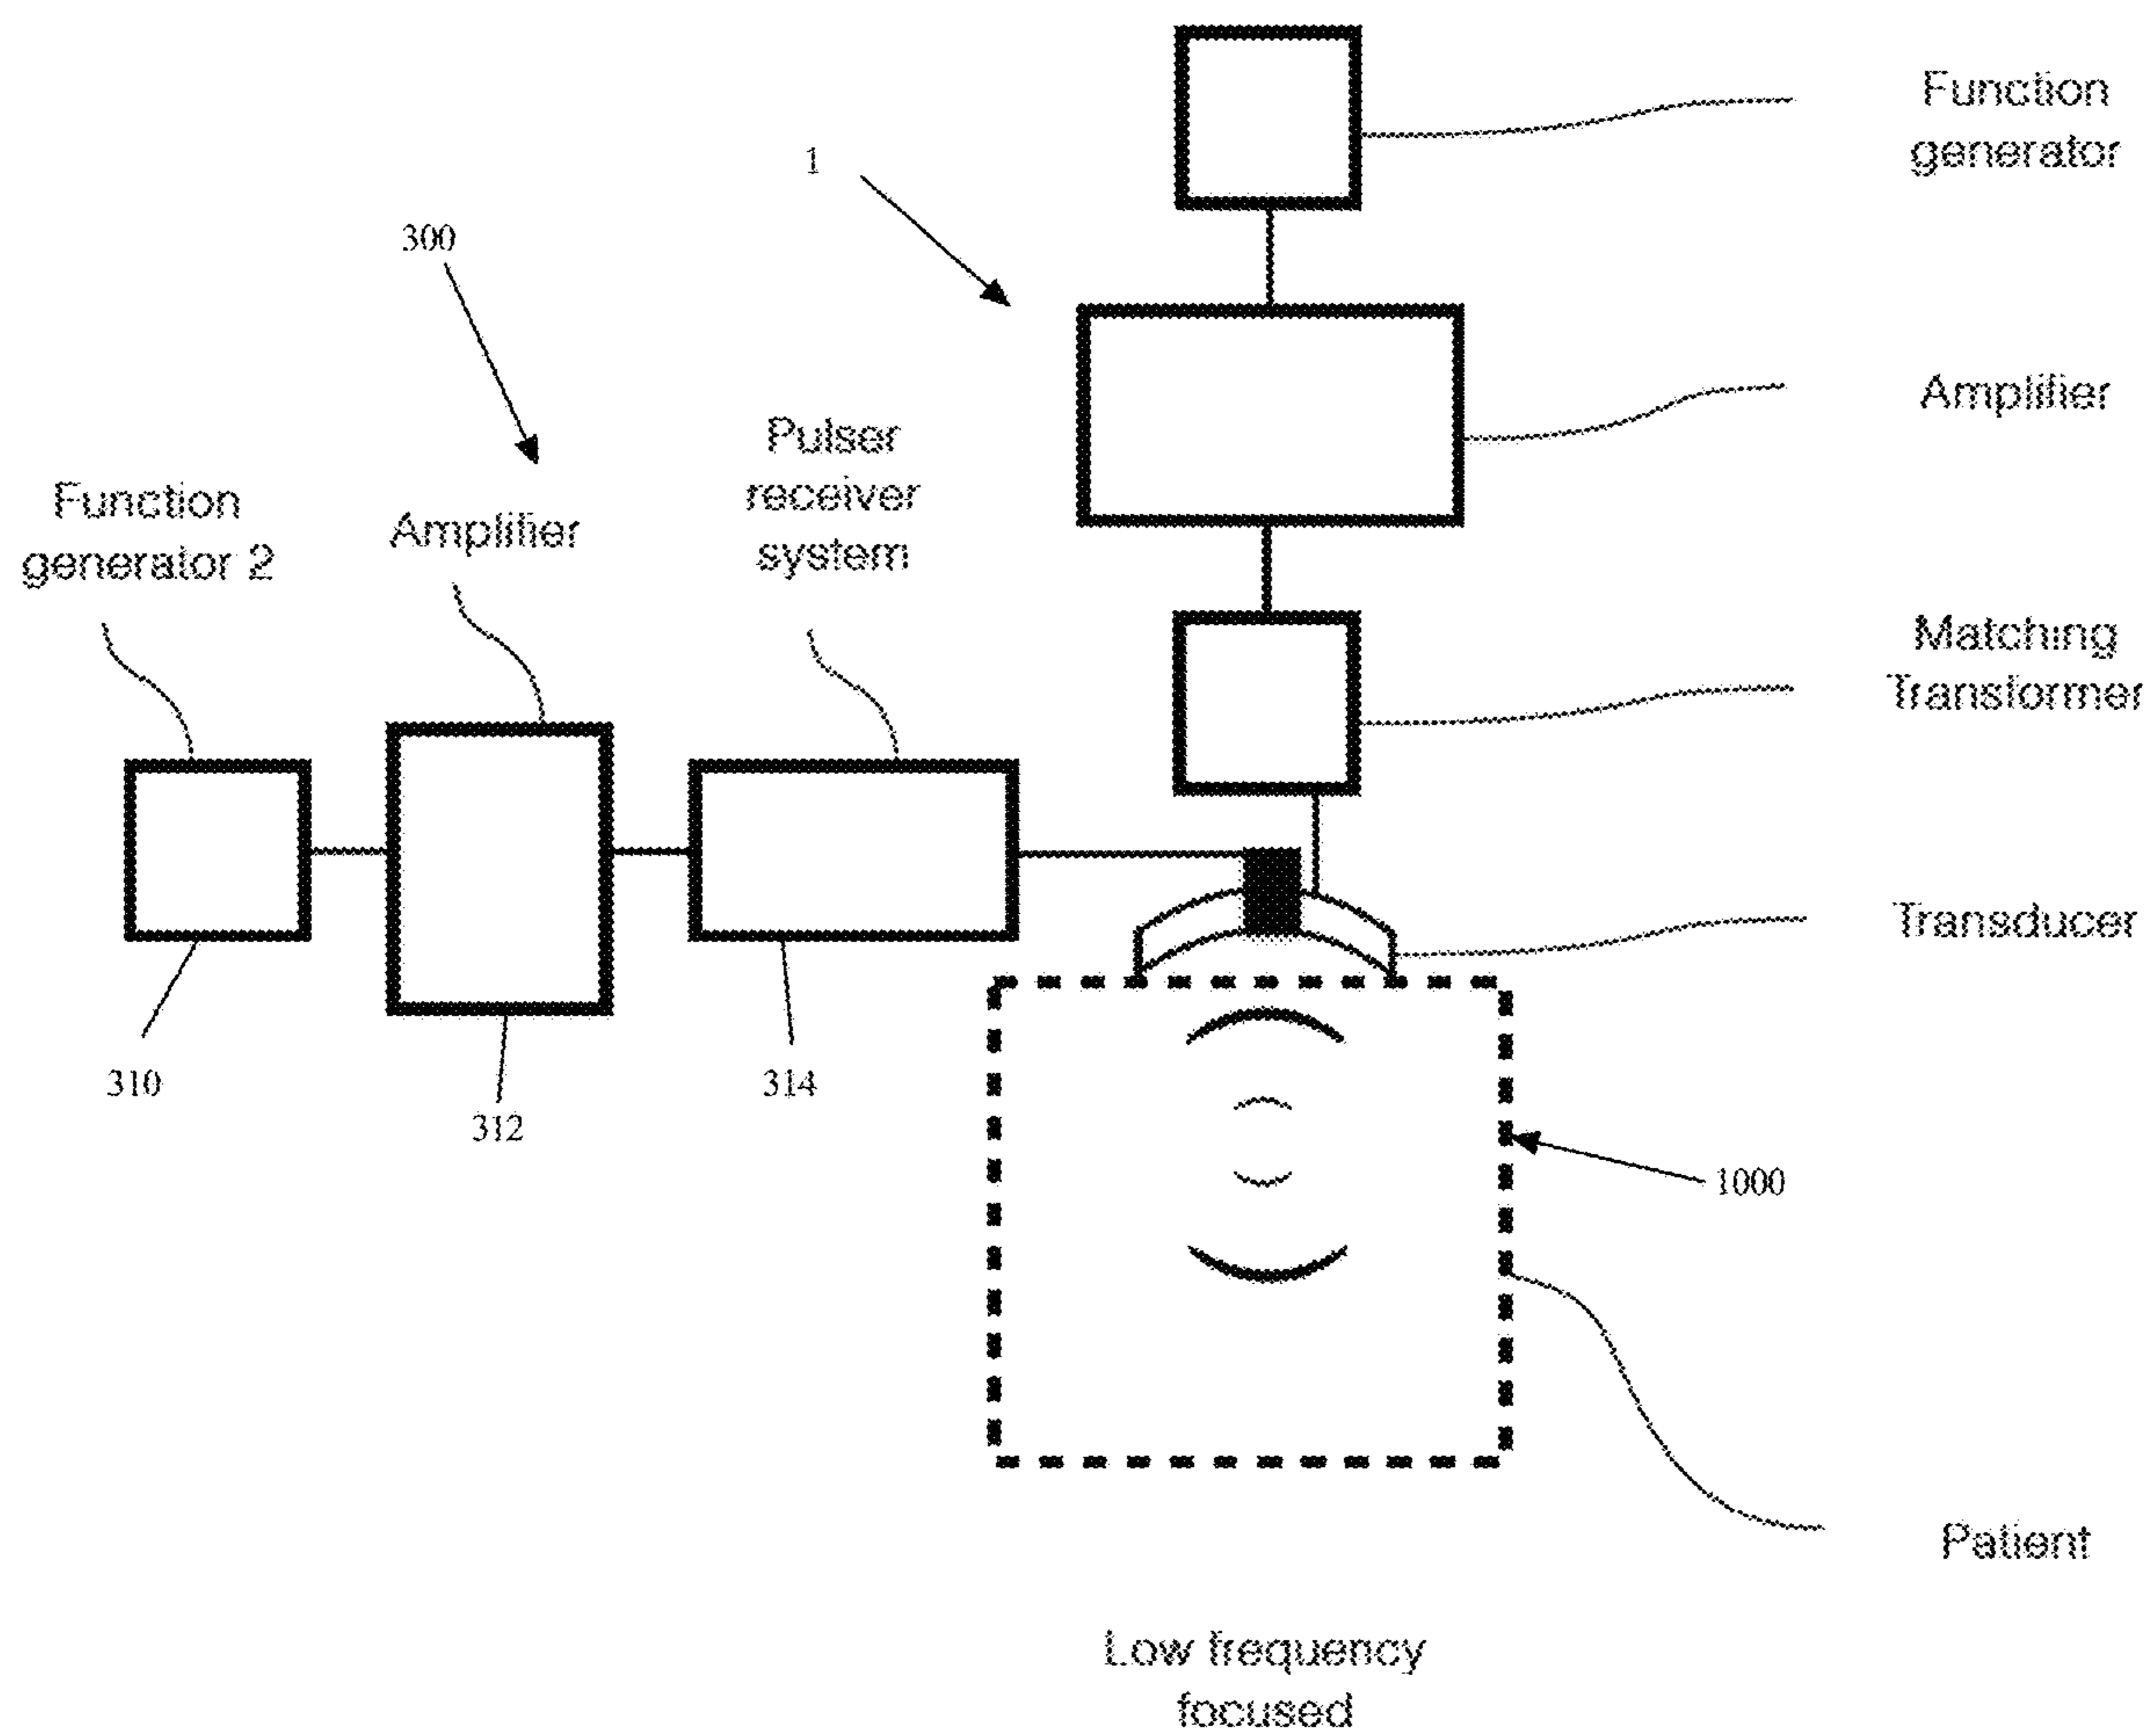 Function
generator
1
300
Amplifier
Pulser
receiver
system
Function
generator 2
Amplifier
Matching
Transformer
Transducer
310
312
314
1000
Patient
Low frequency
focused